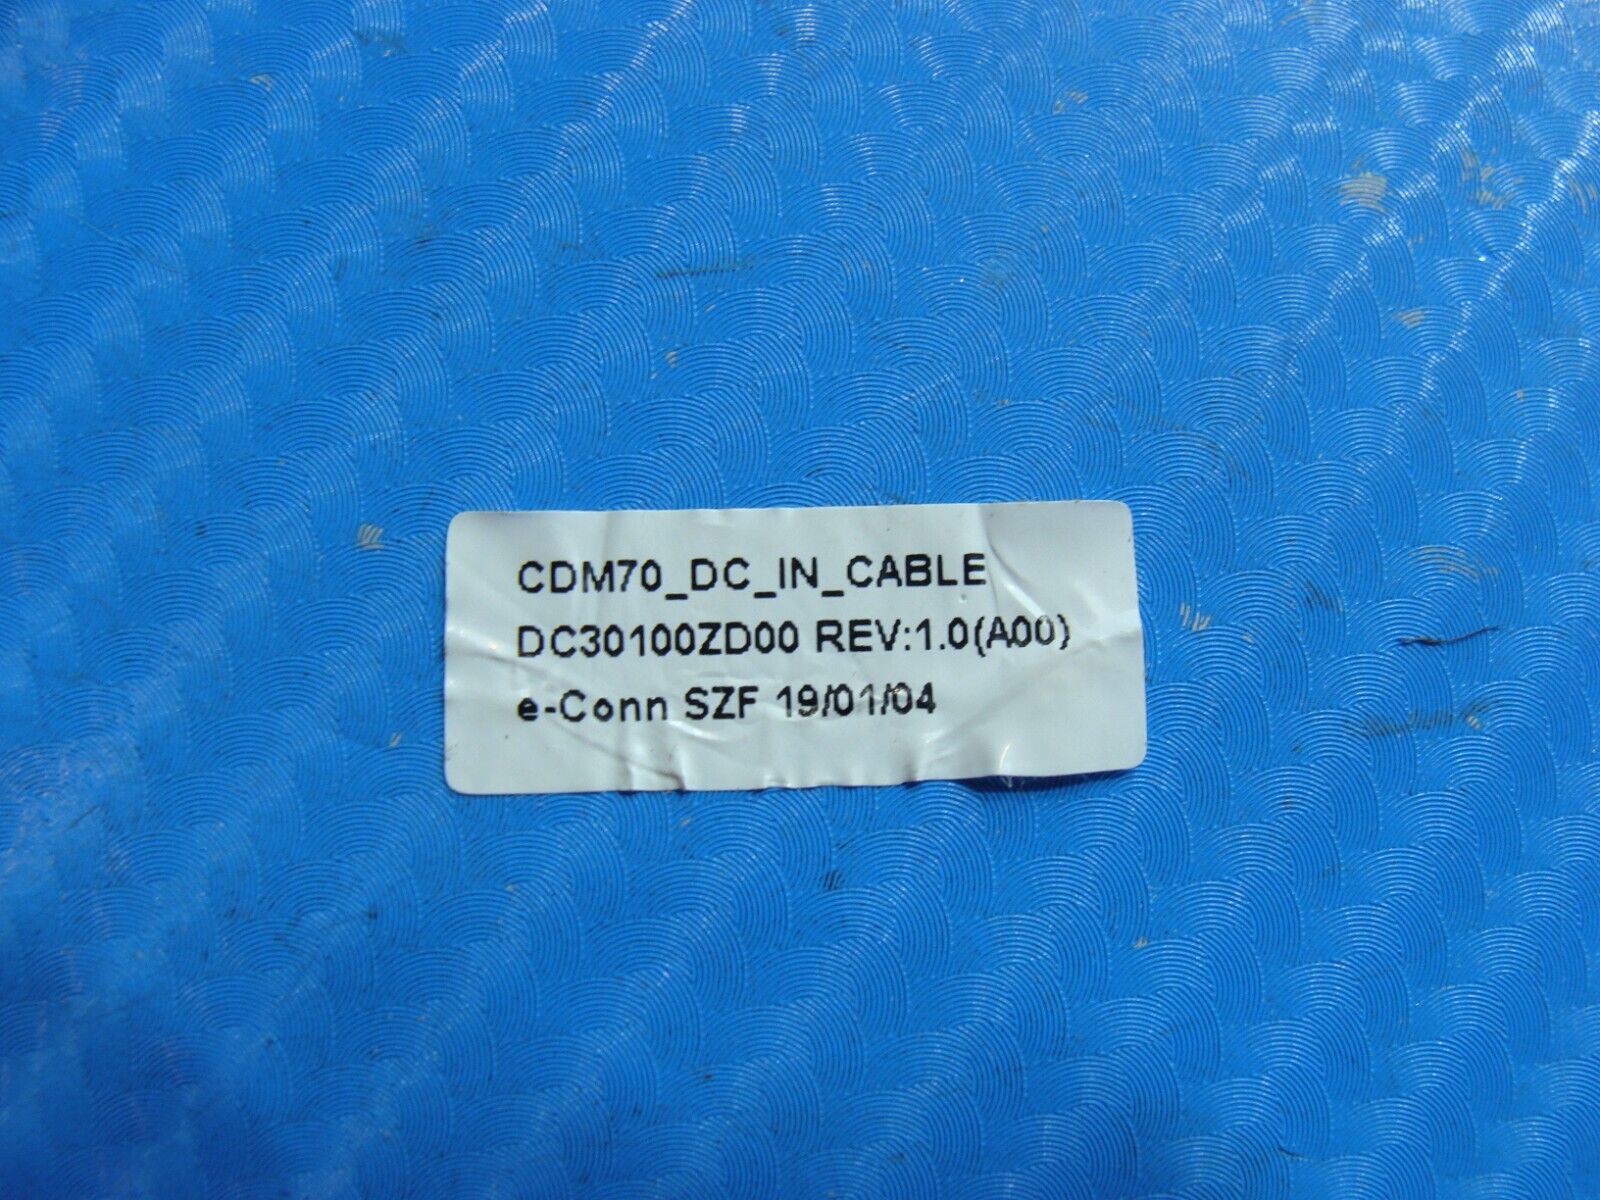 CDM70_DC_IN_CABLE
DC30100ZD00 REV:1.0(A00)
e-Conn SZF 19/01/04